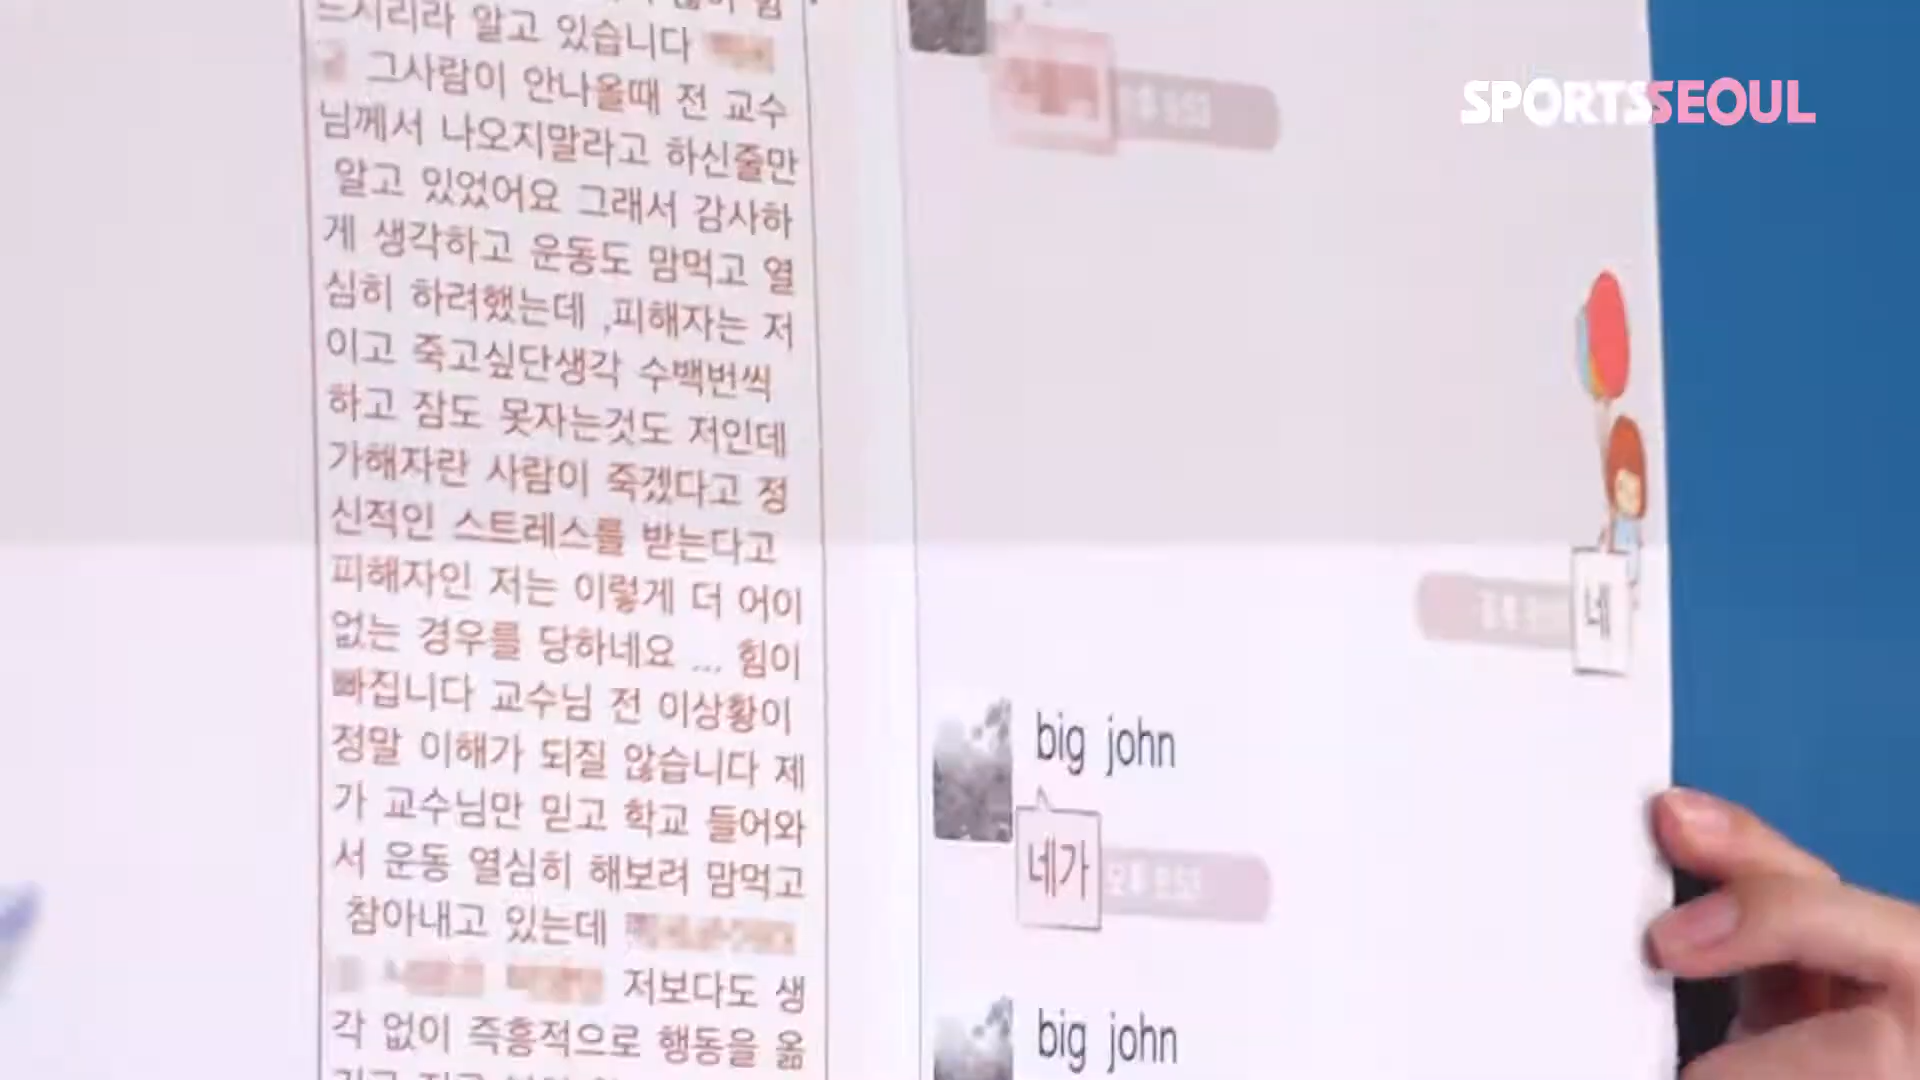 느시리라 알고 있습니다
그사람이 안나올때 전 교수
님께서 나오지말라고 하신줄만
알고 있었어요 그래서 감사하
게 생각하고 운동도 맘먹고 열
심히 하려했는데 ,피해자는 저
이고 죽고싶단생각 수백번씩
하고 잠도 못자는것도 저인데
가해자란 사람이 죽겠다고 정
신적인 스트레스를 받는다고
피해자인 저는 이렇게 더 어이
없는 경우를 당하네요 ... 힘이
빠집니다 교수님 전 이상황이
정말 이해가 되질 않습니다 제
가 교수님만 믿고 학교 들어와
서 운동 열심히 해보려 맘먹고
참아내고 있는데
저보다도 생
각 없이 즉흥적으로 행동을 옮
SPORTSSEOUL
네
big john
네가
big john